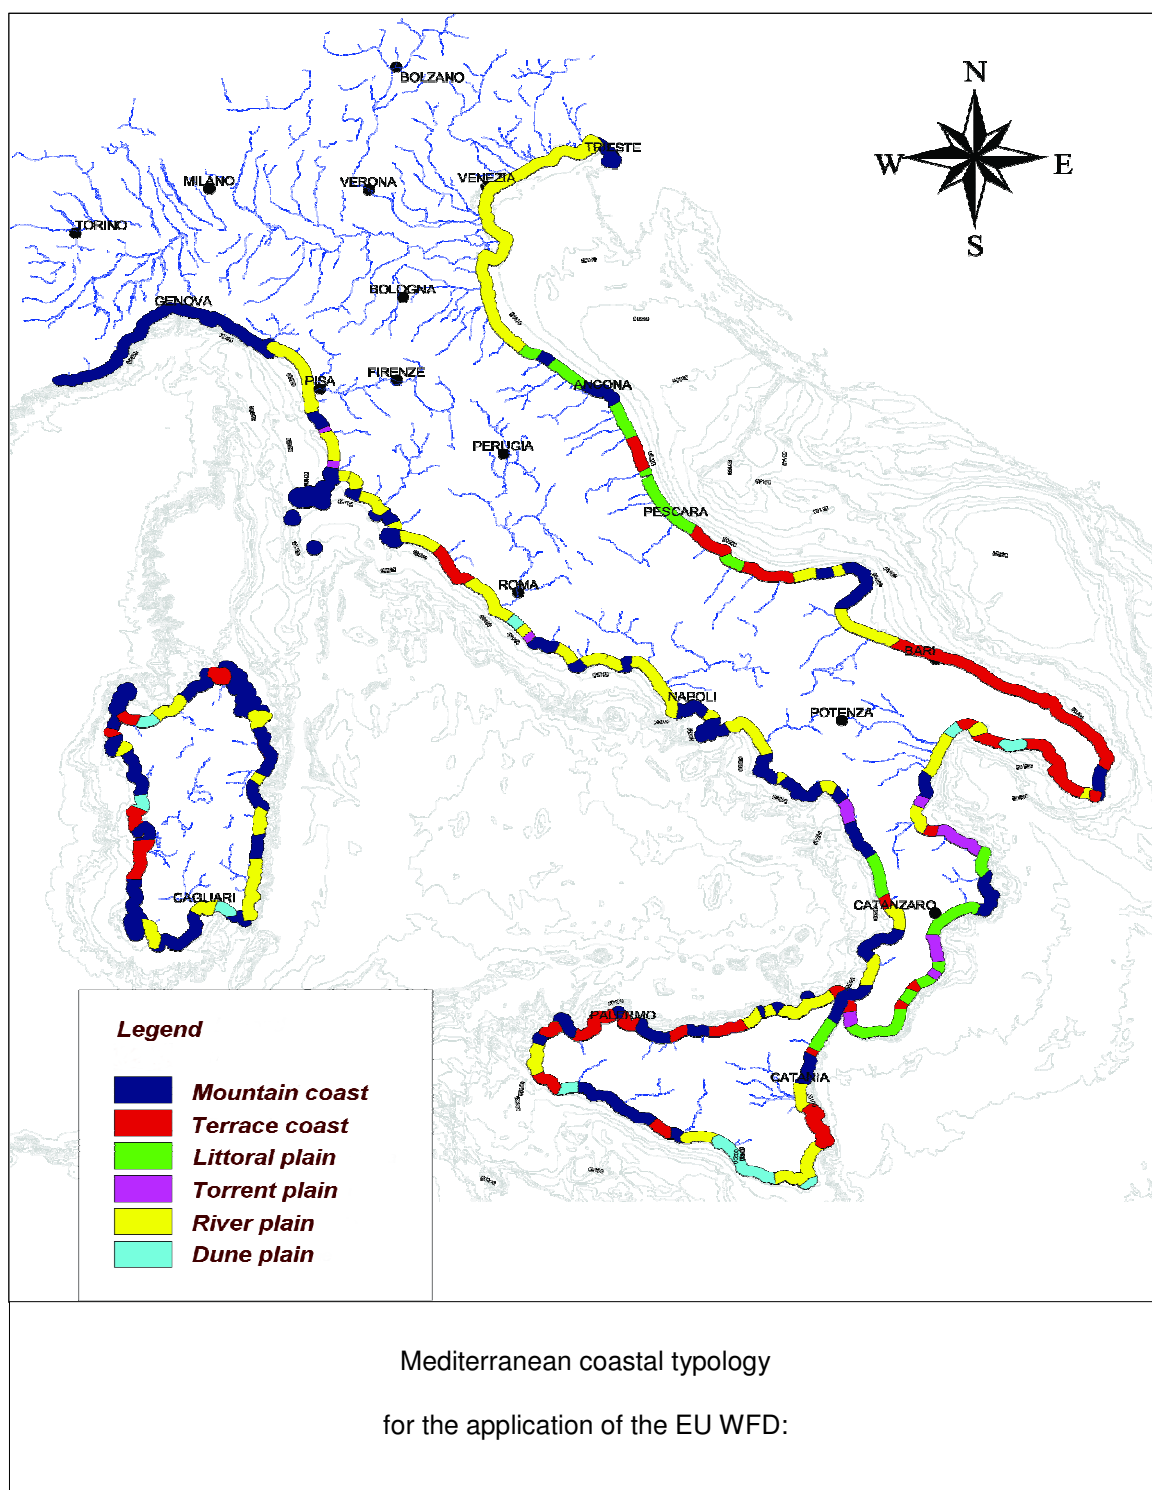 N
BOLZANO
TRIESTE
W
E
MILANO
VERONA
VENEZIA
TORINO
S
BOLOGNA
GENOVA
PISA
FIRENZE
ANCONA
PERUGIA
PESCARA
ROMA
BARI
NAPOLI
POTENZA
CAGLIARI
CATANZARO
PALERMO
CATANIA
Legend
Mountain coast
Terrace coast
Littoral plain
Torrent plain
River plain
Dune plain
Mediterranean coastal typology
for the application of the EU WFD: